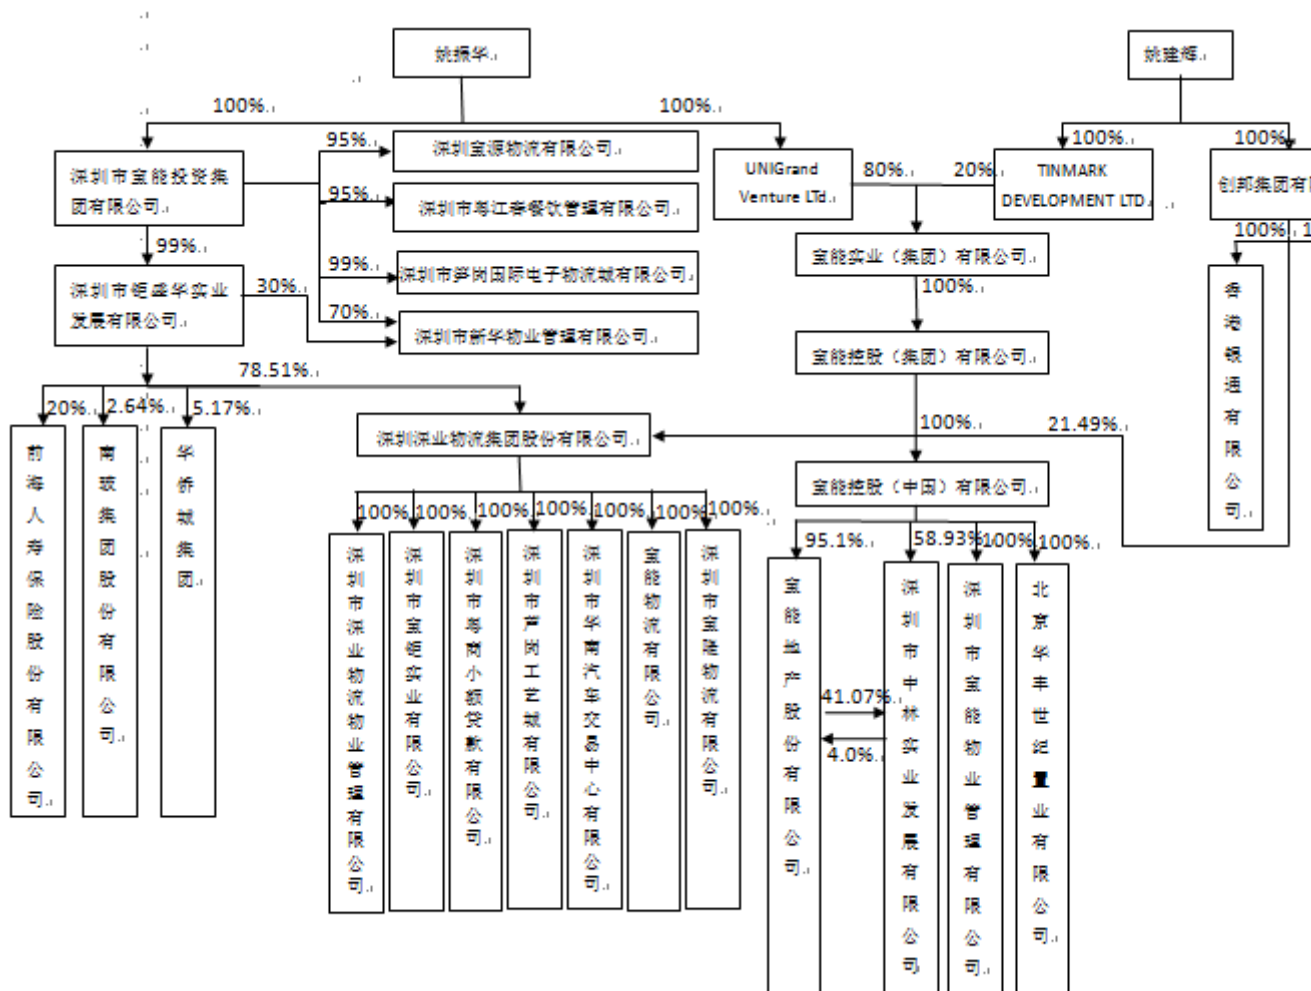 姚振华
姚建辉
100%
100%
100%
100%
深圳市宝能投资集
团有限公司
95%
深圳宝源物流有限公司
95%
深圳市粤江春餐饮管理有限公司
99%
深圳市笋岗国际电子物流城有限公司
70%
深圳市新华物业管理有限公司
UNIGrand
Venture LTd
80%
20%
TINMARK
DEVELOPMENT LTD
创邦集团有限
100%
1
99%
深圳市钜盛华实业
发展有限公司
30%
宝能实业（集团）有限公司
100%
宝能控股（集团）有限公司
香港银通有限公司
78.51%
20%
2.64%
5.17%
深圳深业物流集团股份有限公司
100%
21.49%
宝能控股（中国）有限公司
前海人寿保险股份有限公司
南玻集团股份有限公司
华侨城集团
100%
100%
100%
100%
100%
100%
100%
深圳市深业物流物业管理有限公司
深圳市宝钜实业有限公司
深圳市粤商小额贷款有限公司
深圳市芦岗工艺城有限公司
深圳市华南汽车交易中心有限公司
宝能物流有限公司
深圳市宝隆物流有限公司
95.1%
58.93%
100%
100%
宝能地产股份有限公司
41.07%
4.0%
深圳市中林实业发展有限公司
深圳市宝能物业管理有限公司
北京华丰世纪置业有限公司